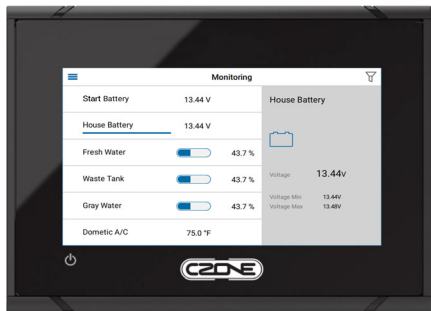 Monitoring
Start Battery 13.44 V
House Battery 13.44 V
Fresh Water 43.7 %
Waste Tank 43.7 %
Gray Water 43.7 %
Dometic A/C 75.0 °F
House Battery
Voltage 13.44v
Voltage Min 13.44V
Voltage Max 13.48V
CZONE